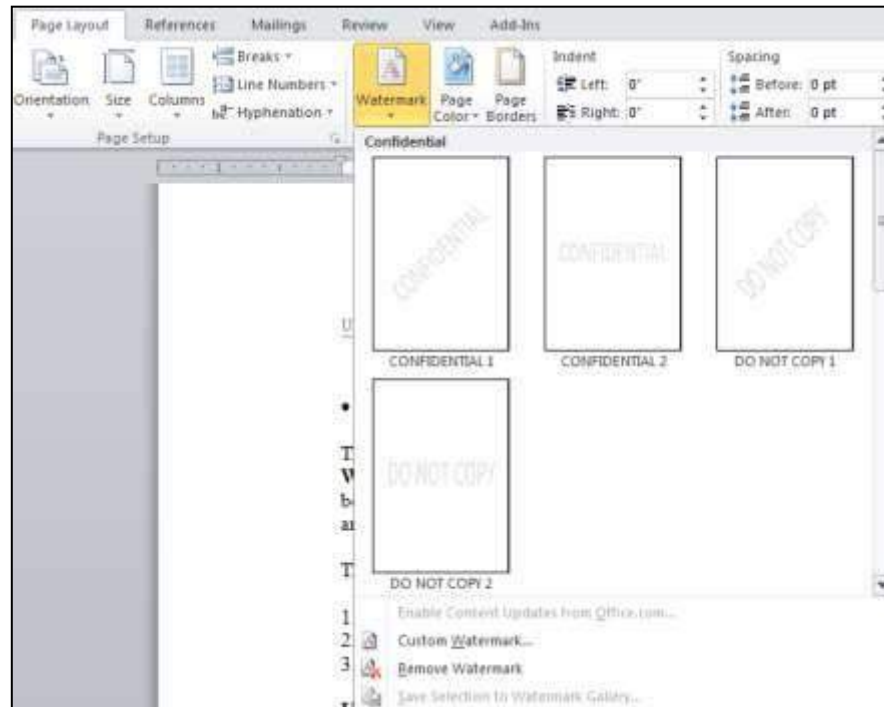 Page Layout References Mailings Review View Add-Ins
Orientation Size Columns
Breaks
Line Numbers
Hyphenation
Page Setup
Watermark Page Color Page Borders
Indent
Left: 0"
Right: 0"
Spacing
Before: 0 pt
After: 0 pt
Confidential
CONFIDENTIAL
CONFIDENTIAL
DO NOT COPY
CONFIDENTIAL 1 CONFIDENTIAL 2 DO NOT COPY 1
DO NOT COPY
DO NOT COPY 2
Enable Content Updates from Office.com...
Custom Watermark...
Remove Watermark
Save Selection to Watermark Gallery...
1
2
3